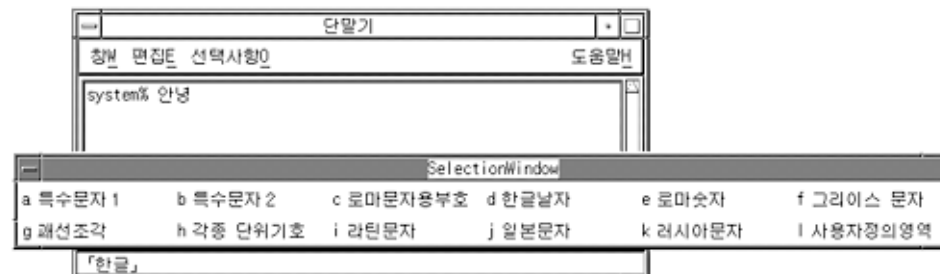 단말기
창W 편집E 선택사항O 도움말H
system% 안녕
SelectionWindow
a 특수문자 1 b 특수문자 2 c 로마문자용부호 d 한글낱자 e 로마숫자 f 그리이스 문자
g 괘선조각 h 각종 단위기호 i 라틴문자 j 일본문자 k 러시아문자 l 사용자정의영역
「한글」